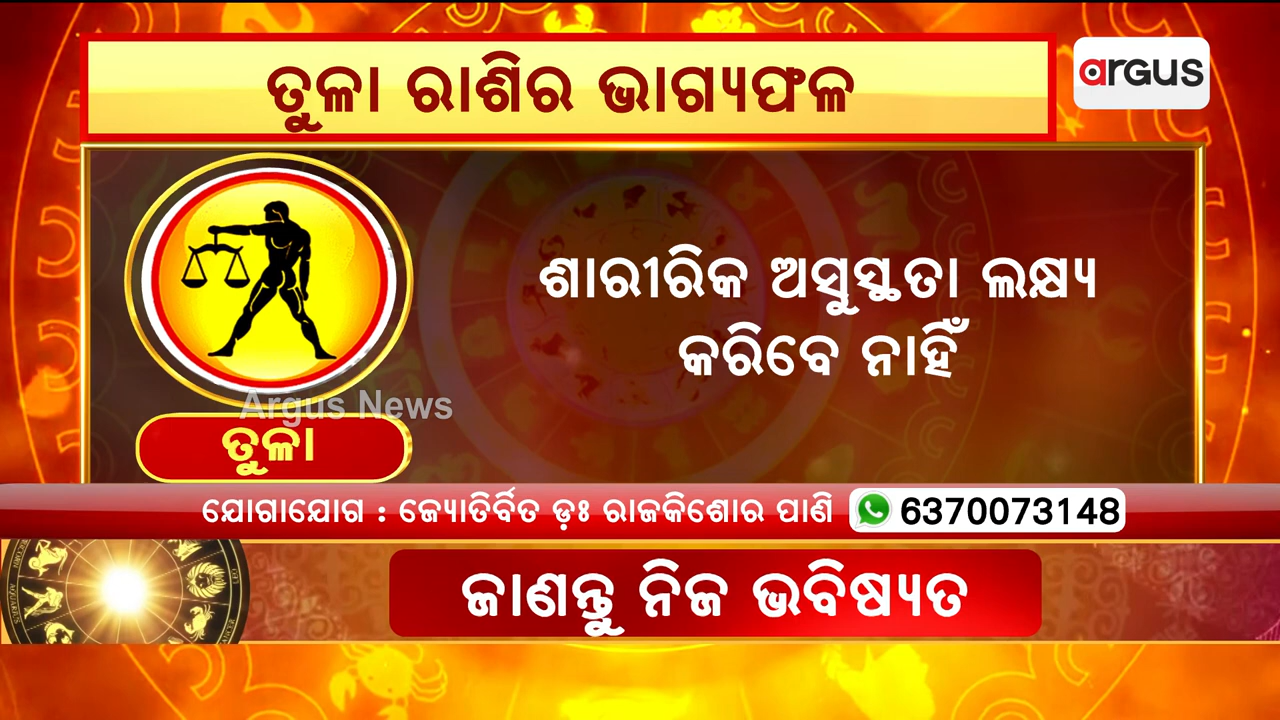 ତୁଳା ରାଶିର ଭାଗ୍ୟଫଳ
argus
ଶାରୀରିକ ଅସୁସ୍ଥତା ଲକ୍ଷ୍ୟ
କରିବେ ନାହିଁ
Argus News
ତୁଳା
ଯୋଗାଯୋଗ : ଜ୍ୟୋତିର୍ବିତ ଡ଼ଃ ରାଜକିଶୋର ପାଣି 6370073148
ଜାଣନ୍ତୁ ନିଜ ଭବିଷ୍ୟତ